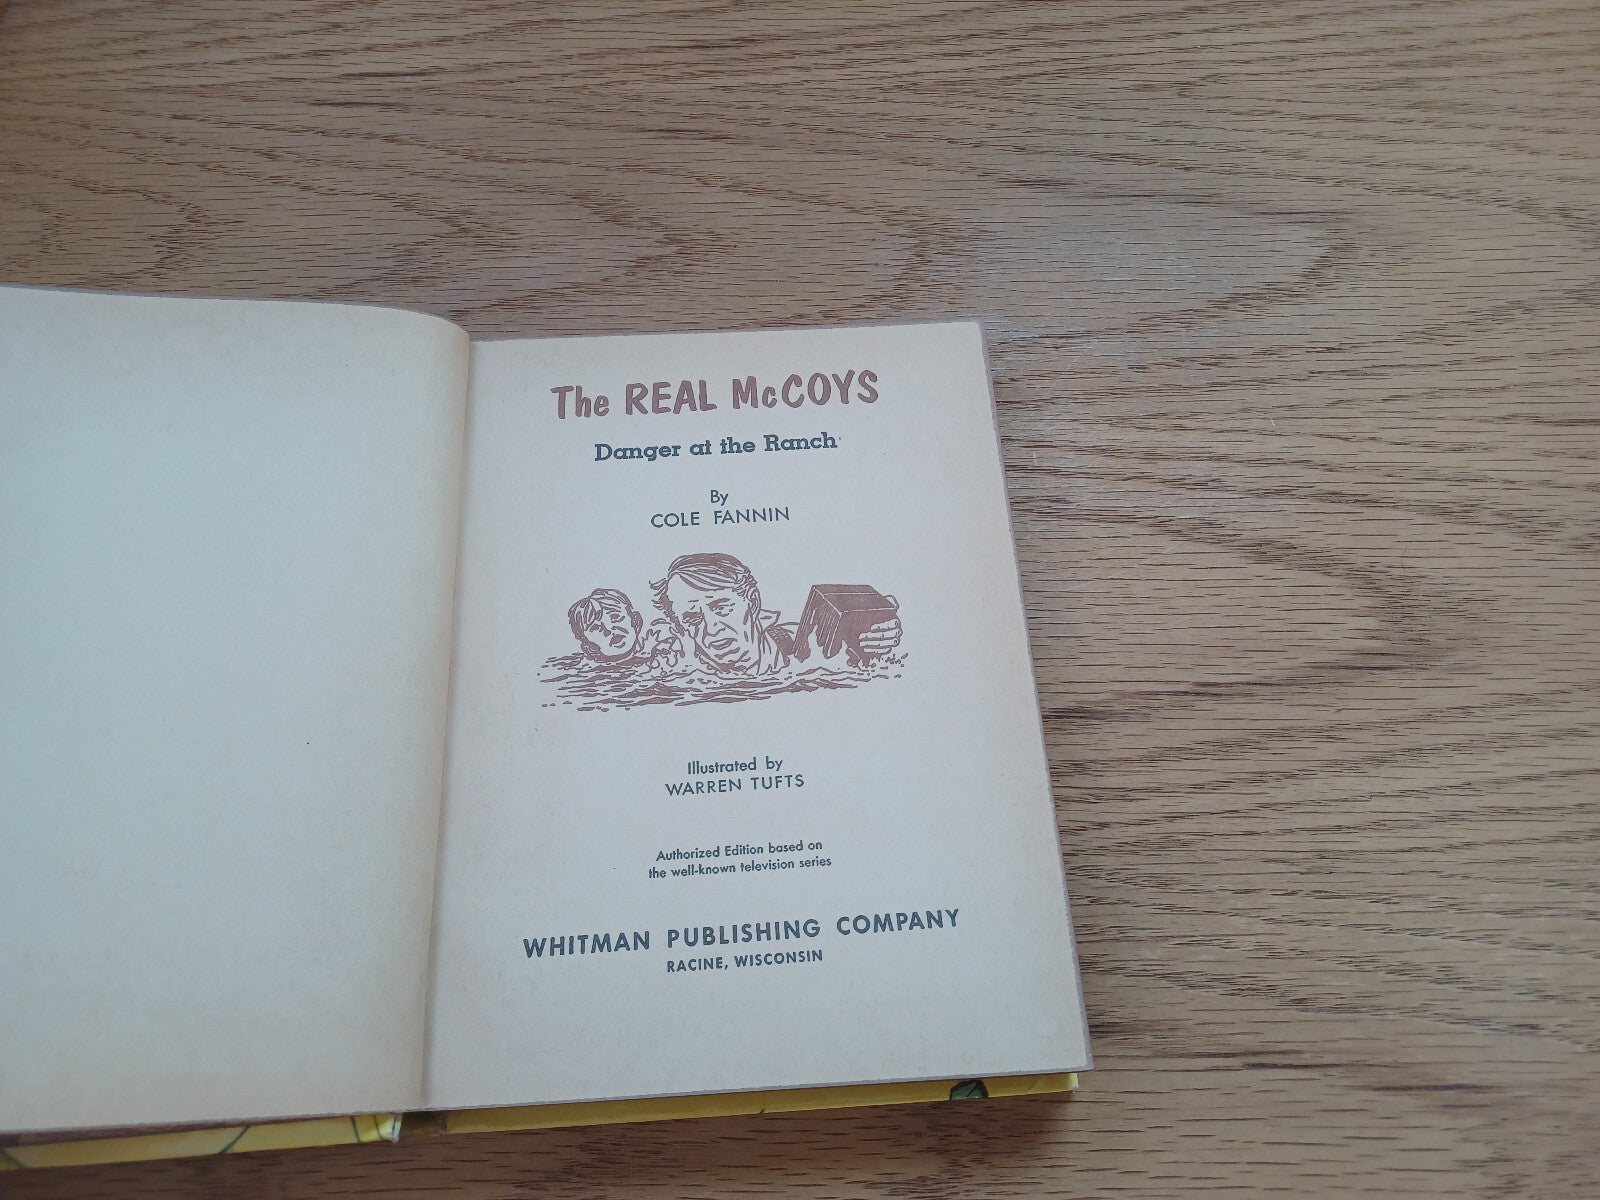 The REAL McCOYS
Danger at the Ranch
By
COLE FANNIN
Illustrated by
WARREN TUFTS
Authorized Edition based on
the well-known television series
WHITMAN PUBLISHING COMPANY
RACINE, WISCONSIN